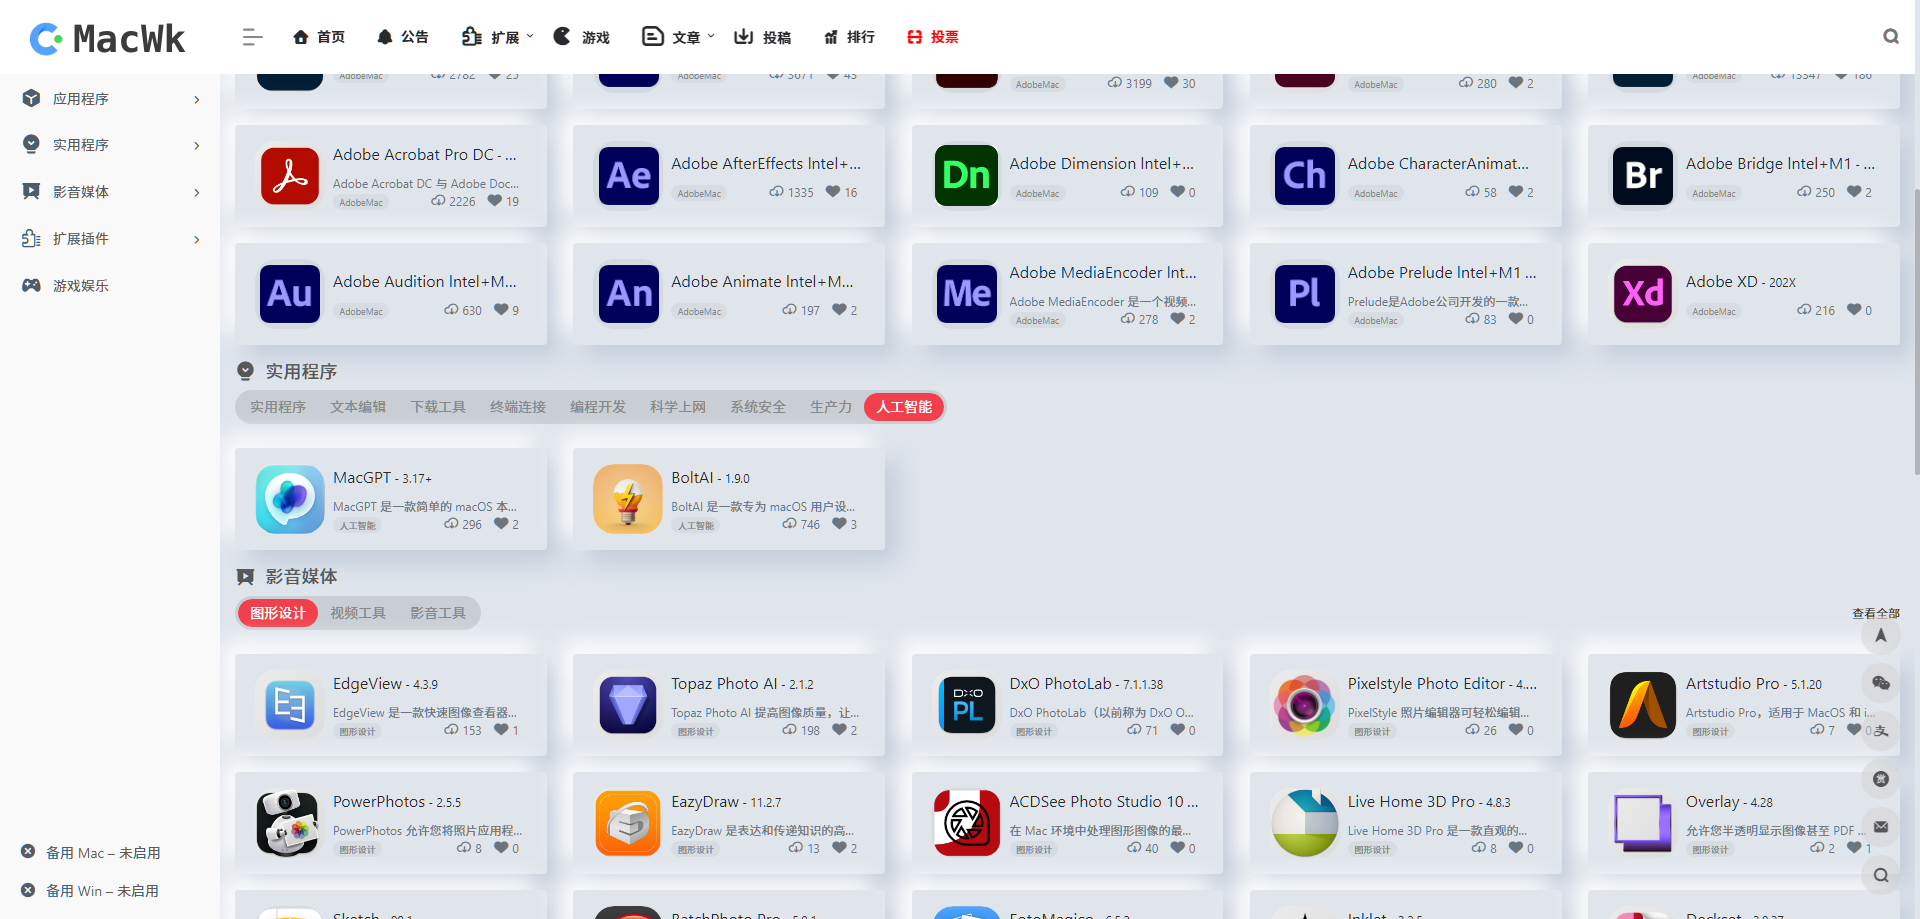 MacWk
首页
公告
扩展
游戏
文章
投稿
排行
投票
应用程序
实用程序
影音媒体
扩展插件
游戏娱乐
备用 Mac – 未启用
备用 Win – 未启用
AdobeMac 2782 25
AdobeMac 3671 43
AdobeMac 3199 30
AdobeMac 280 2
AdobeMac 13347 186
Adobe Acrobat Pro DC - ...
Adobe Acrobat DC 与 Adobe Doc...
AdobeMac 2226 19
Ae
Adobe AfterEffects Intel+...
AdobeMac 1335 16
Dn
Adobe Dimension Intel+...
AdobeMac 109 0
Ch
Adobe CharacterAnimat...
AdobeMac 58 2
Br
Adobe Bridge Intel+M1 - ...
AdobeMac 250 2
Au
Adobe Audition Intel+M...
AdobeMac 630 9
An
Adobe Animate Intel+M...
AdobeMac 197 2
Me
Adobe MediaEncoder Int...
Adobe MediaEncoder 是一个视频...
AdobeMac 278 2
Pl
Adobe Prelude Intel+M1 ...
Prelude是Adobe公司开发的一款...
AdobeMac 83 0
Xd
Adobe XD - 202X
AdobeMac 216 0
实用程序
实用程序 文本编辑 下载工具 终端连接 编程开发 科学上网 系统安全 生产力 人工智能
MacGPT - 3.17+
MacGPT 是一款简单的 macOS 本...
人工智能 296 2
BoltAI - 1.9.0
BoltAI 是一款专为 macOS 用户设...
人工智能 746 3
影音媒体
图形设计 视频工具 影音工具
查看全部
EdgeView - 4.3.9
EdgeView 是一款快速图像查看器...
图形设计 153 1
Topaz Photo AI - 2.1.2
Topaz Photo AI 提高图像质量，让...
图形设计 198 2
DXO
PL
DxO PhotoLab - 7.1.1.38
DxO PhotoLab（以前称为 DxO O...
图形设计 71 0
Pixelstyle Photo Editor - 4....
PixelStyle 照片编辑器可轻松编辑...
图形设计 26 0
Artstudio Pro - 5.1.20
Artstudio Pro，适用于 MacOS 和 i...
图形设计 7 0
支
赏
PowerPhotos - 2.5.5
PowerPhotos 允许您将照片应用程...
图形设计 8 0
EazyDraw - 11.2.7
EazyDraw 是表达和传递知识的高...
图形设计 13 2
ACDSee Photo Studio 10 ...
在 Mac 环境中处理图形图像的最...
图形设计 40 0
Live Home 3D Pro - 4.8.3
Live Home 3D Pro 是一款直观的...
图形设计 8 0
Overlay - 4.28
允许您半透明显示图像甚至 PDF ...
图形设计 2 1